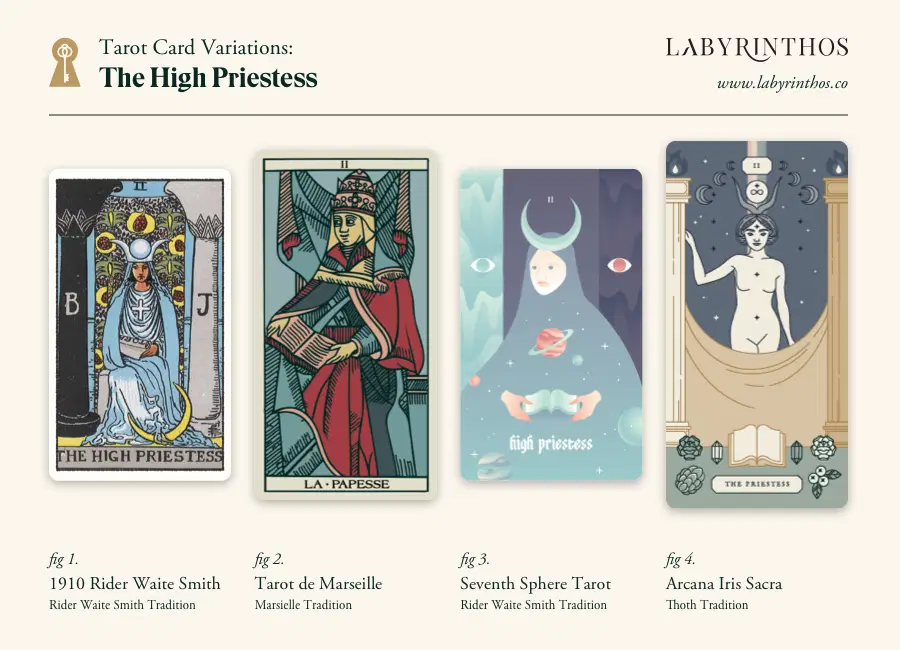 Tarot Card Variations:
The High Priestess
LABYRINTHOS
www.labyrinthos.co
II
B
J
THE HIGH PRIESTESS
II
LA · PAPESSE
II
high priestess
II
THE PRIESTESS
fig 1.
1910 Rider Waite Smith
Rider Waite Smith Tradition
fig 2.
Tarot de Marseille
Marsielle Tradition
fig 3.
Seventh Sphere Tarot
Rider Waite Smith Tradition
fig 4.
Arcana Iris Sacra
Thoth Tradition